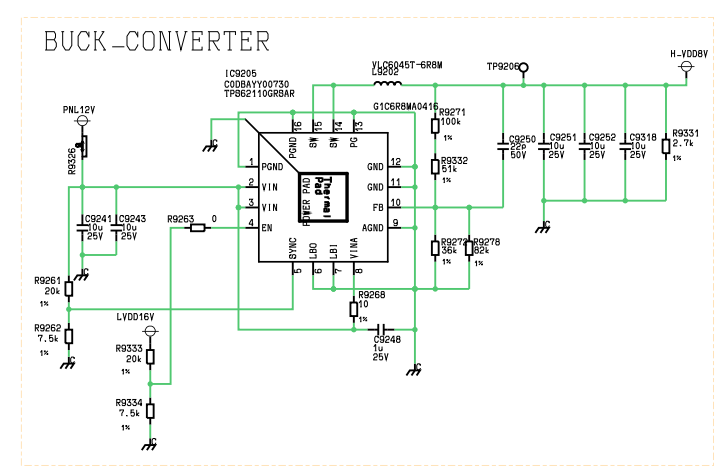 BUCK_CONVERTER
H-VDD8V
VLC6045T-6R8M
L9202
TP9206
IC9205
CODBAYY00730
TPS62110GRSAR
G1C6R8MA0416
PNL12V
R9326
16 15 14 13
PGND SW SW PG
R9271
100k
1%
R9332
51k
1%
C9250
22p
50V
C9251
10u
25V
C9252
10u
25V
C9318
10u
25V
R9331
2.7k
1%
1 PGND
2 VIN
3 VIN
4 EN
GND 12
GND 11
FB 10
AGND 9
Thermal
Pad
POWER PAD
SYNC LBO LBI VINA
5 6 7 8
C9241
10u
25V
C9243
10u
25V
R9263 0
R9272
36k
1%
R9278
82k
1%
R9261
20k
1%
R9262
7.5k
1%
R9268
10
1%
C9248
1u
25V
LVDD16V
R9333
20k
1%
R9334
7.5k
1%